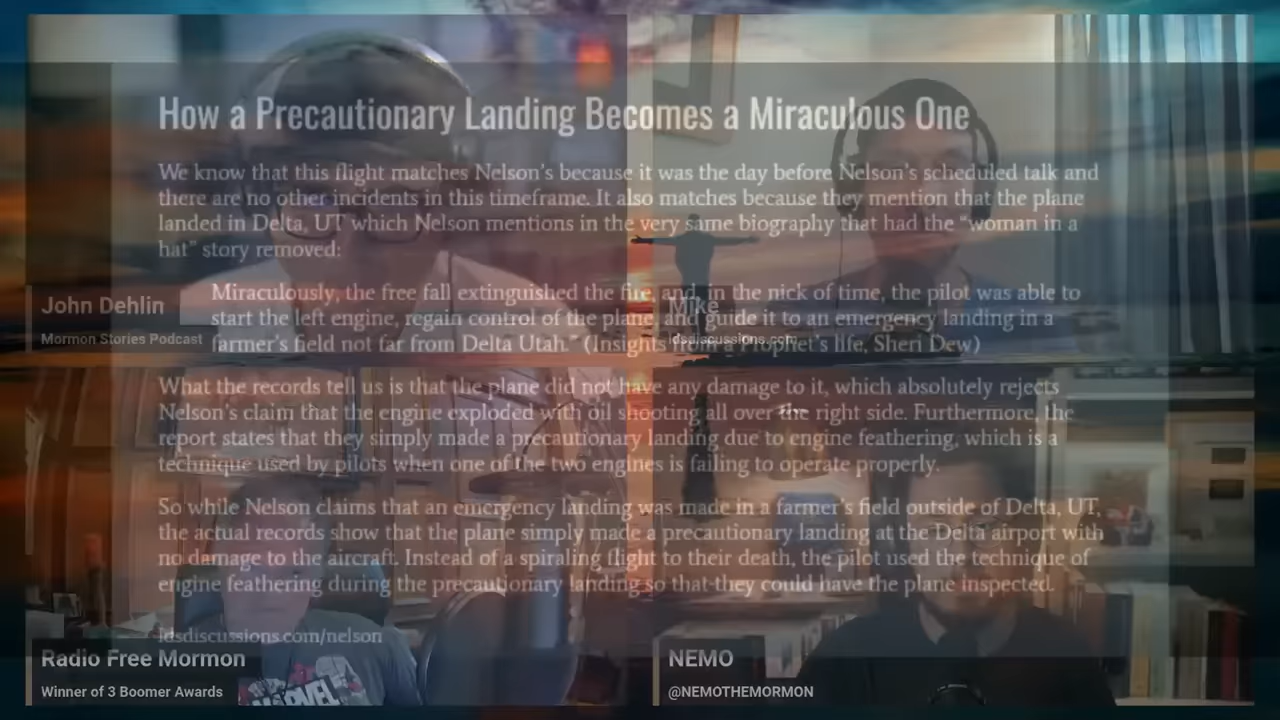 How a Precautionary Landing Becomes a Miraculous One
We know that this flight matches Nelson's because it was the day before Nelson's scheduled talk and
there are no other incidents in this timeframe. It also matches because they mention that the plane
landed in Delta, UT, which Nelson mentions in the very same biography that had the "woman in a
hat" story removed:
Miraculously, the free fall extinguished the fire and, in the nick of time, the pilot was able to
start the left engine, regain control of the plane, and guide it to an emergency landing in a
farmer's field not far from Delta Utah." (Insights from a Prophet's life, Sheri Dew)
John Dehlin
Mormon Stories Podcast
Mike
ldsdiscussions.com
What the records tell us is that the plane did not have any damage to it, which absolutely rejects
Nelson's claim that the engine exploded with oil shooting all over the right side. Furthermore, the
report states that they simply made a precautionary landing due to engine feathering, which is a
technique used by pilots when one of the two engines is failing to operate properly.
So while Nelson claims that an emergency landing was made in a farmer's field outside of Delta, UT,
the actual records show that the plane simply made a precautionary landing at the Delta airport with
no damage to the aircraft. Instead of a spiraling flight to their death, the pilot used the technique of
engine feathering during the precautionary landing so that they could have the plane inspected.
ldsdiscussions.com/nelson
Radio Free Mormon
Winner of 3 Boomer Awards
MARVEL
NEMO
@NEMOTHEMORMON